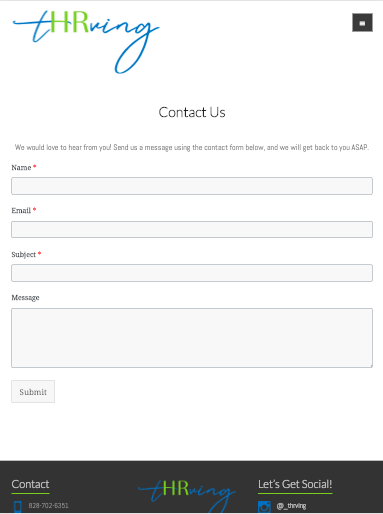 tHRving
Contact Us
We would love to hear from you! Send us a message using the contact form below, and we will get back to you ASAP.
Name *
Email *
Subject *
Message
Submit
Contact
tHRving
Let's Get Social!
828-702-6351
@_thrving